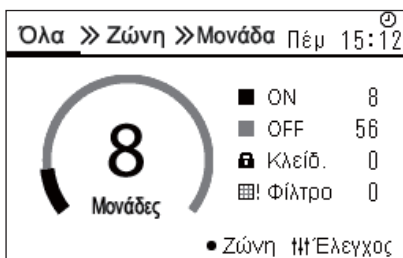 Όλα >> Ζώνη >> Μονάδα Πέμ 15:12
ON 8
OFF 56
Κλείδ. 0
! Φίλτρο 0
8
Μονάδες
Ζώνη Έλεγχος